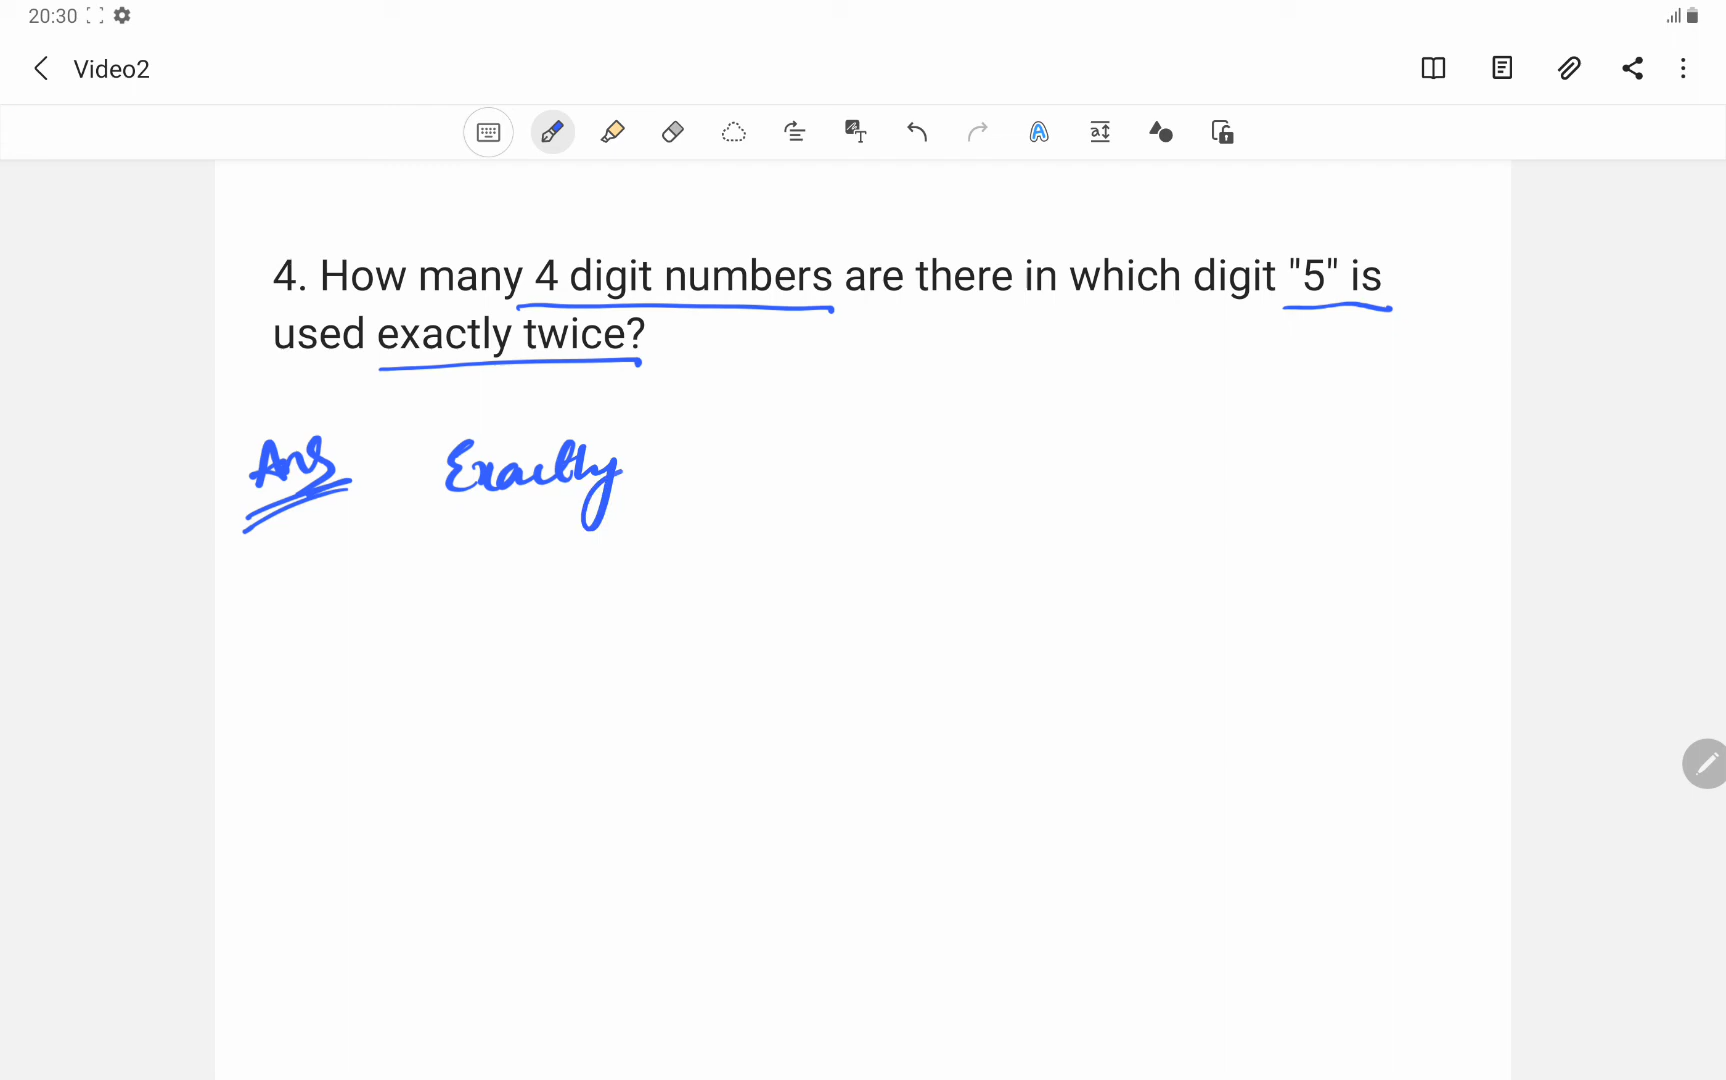 20:30
Video2
4. How many 4 digit numbers are there in which digit "5" is
used exactly twice?
Ans Exactly